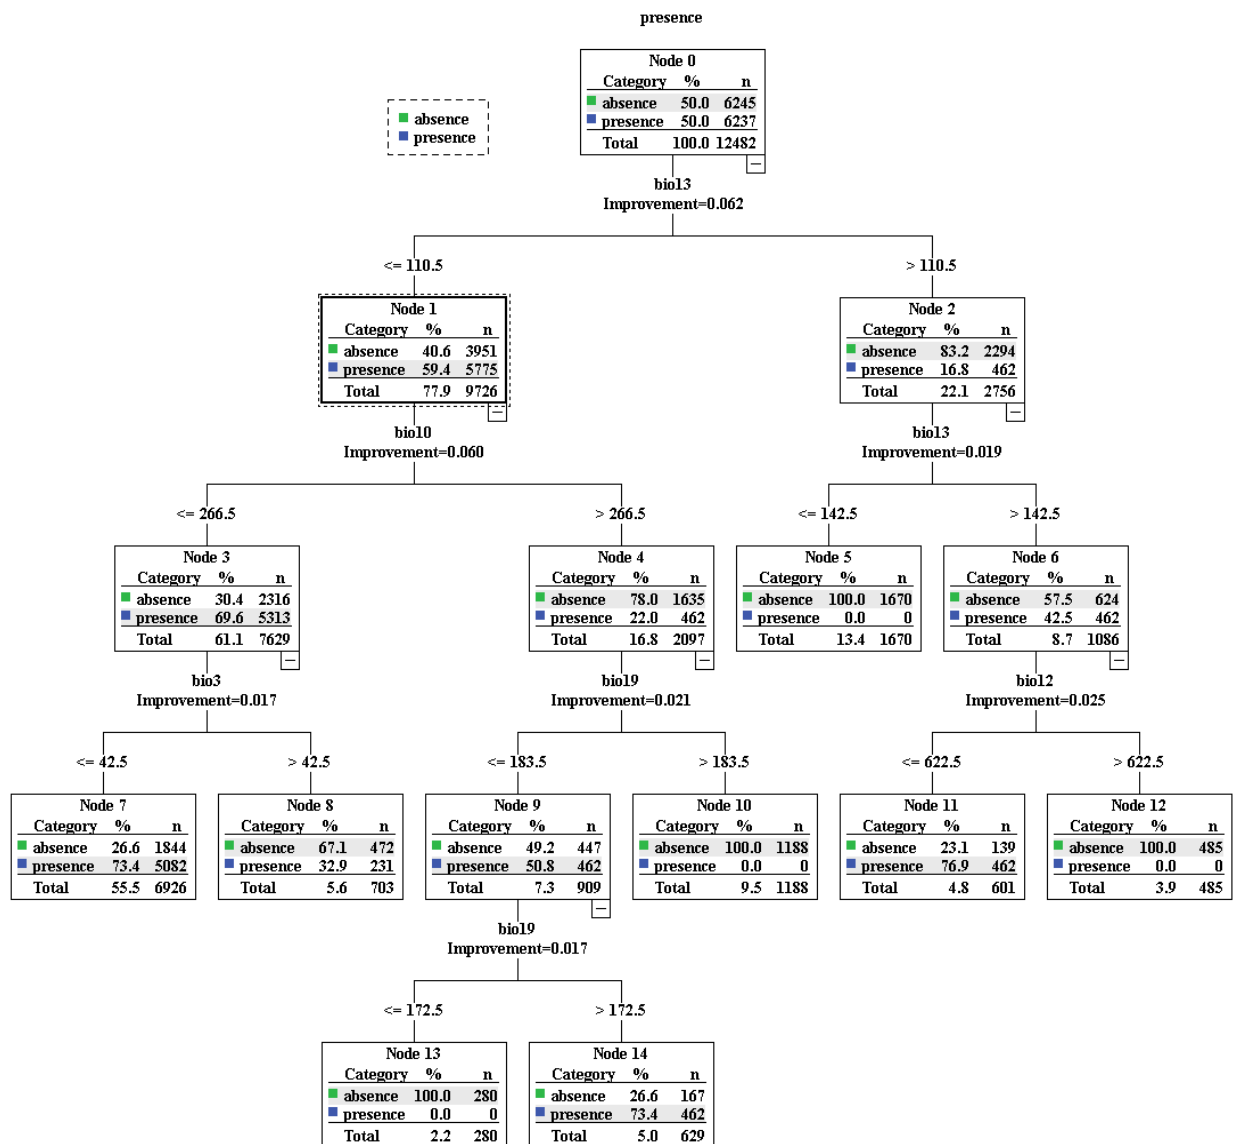 presence
Node 0
Category % n
absence 50.0 6245
presence 50.0 6237
Total 100.0 12482
absence
presence
bio13
Improvement=0.062
<= 110.5
> 110.5
Node 1
Category % n
absence 40.6 3951
presence 59.4 5775
Total 77.9 9726
Node 2
Category % n
absence 83.2 2294
presence 16.8 462
Total 22.1 2756
bio10
Improvement=0.060
bio13
Improvement=0.019
<= 266.5
> 266.5
<= 142.5
> 142.5
Node 3
Category % n
absence 30.4 2316
presence 69.6 5313
Total 61.1 7629
Node 4
Category % n
absence 78.0 1635
presence 22.0 462
Total 16.8 2097
Node 5
Category % n
absence 100.0 1670
presence 0.0 0
Total 13.4 1670
Node 6
Category % n
absence 57.5 624
presence 42.5 462
Total 8.7 1086
bio3
Improvement=0.017
bio19
Improvement=0.021
bio12
Improvement=0.025
<= 42.5
> 42.5
<= 183.5
> 183.5
<= 622.5
> 622.5
Node 7
Category % n
absence 26.6 1844
presence 73.4 5082
Total 55.5 6926
Node 8
Category % n
absence 67.1 472
presence 32.9 231
Total 5.6 703
Node 9
Category % n
absence 49.2 447
presence 50.8 462
Total 7.3 909
Node 10
Category % n
absence 100.0 1188
presence 0.0 0
Total 9.5 1188
Node 11
Category % n
absence 23.1 139
presence 76.9 462
Total 4.8 601
Node 12
Category % n
absence 100.0 485
presence 0.0 0
Total 3.9 485
bio19
Improvement=0.017
<= 172.5
> 172.5
Node 13
Category % n
absence 100.0 280
presence 0.0 0
Total 2.2 280
Node 14
Category % n
absence 26.6 167
presence 73.4 462
Total 5.0 629